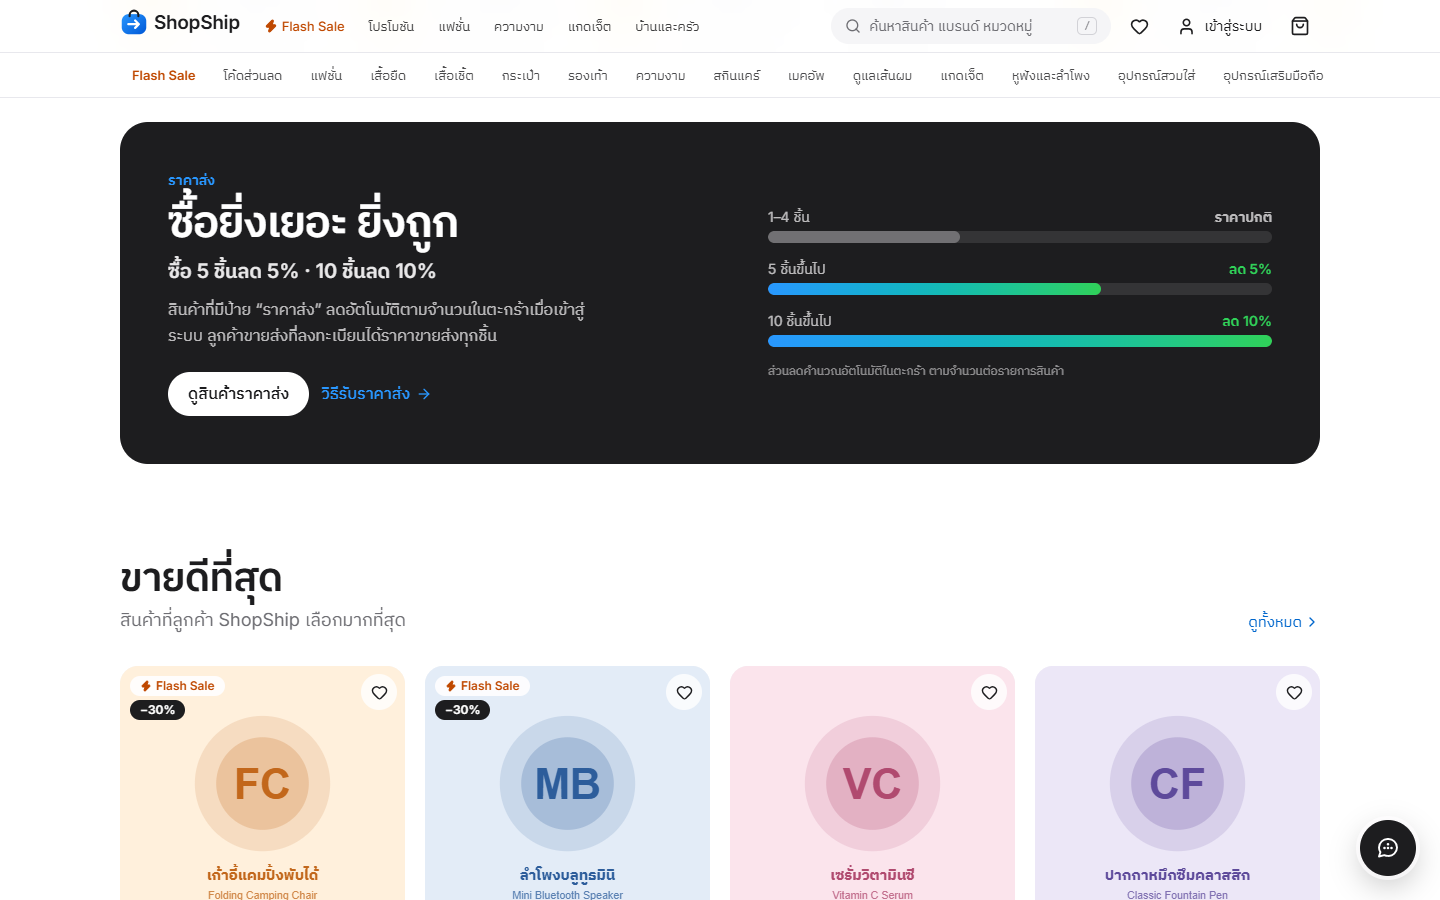 ShopShip
Flash Sale
โปรโมชัน
แฟชั่น
ความงาม
แกดเจ็ต
บ้านและครัว
ค้นหาสินค้า แบรนด์ หมวดหมู่
/
เข้าสู่ระบบ
Flash Sale
โค้ดส่วนลด
แฟชั่น
เสื้อยืด
เสื้อเชิ้ต
กระเป๋า
รองเท้า
ความงาม
สกินแคร์
เมคอัพ
ดูแลเส้นผม
แกดเจ็ต
หูฟังและลำโพง
อุปกรณ์สวมใส่
อุปกรณ์เสริมมือถือ
ราคาส่ง
ซื้อยิ่งเยอะ ยิ่งถูก
ซื้อ 5 ชิ้นลด 5% · 10 ชิ้นลด 10%
สินค้าที่มีป้าย “ราคาส่ง” ลดอัตโนมัติตามจำนวนในตะกร้าเมื่อเข้าสู่
ระบบ ลูกค้าขายส่งที่ลงทะเบียนได้ราคาขายส่งทุกชิ้น
ดูสินค้าราคาส่ง
วิธีรับราคาส่ง →
1–4 ชิ้น
ราคาปกติ
5 ชิ้นขึ้นไป
ลด 5%
10 ชิ้นขึ้นไป
ลด 10%
ส่วนลดคำนวณอัตโนมัติในตะกร้า ตามจำนวนต่อรายการสินค้า
ขายดีที่สุด
สินค้าที่ลูกค้า ShopShip เลือกมากที่สุด
ดูทั้งหมด
Flash Sale
−30%
FC
เก้าอี้แคมปิ้งพับได้
Folding Camping Chair
Flash Sale
−30%
MB
ลำโพงบลูทูธมินิ
Mini Bluetooth Speaker
VC
เซรั่มวิตามินซี
Vitamin C Serum
CF
ปากกาหมึกซึมคลาสสิก
Classic Fountain Pen